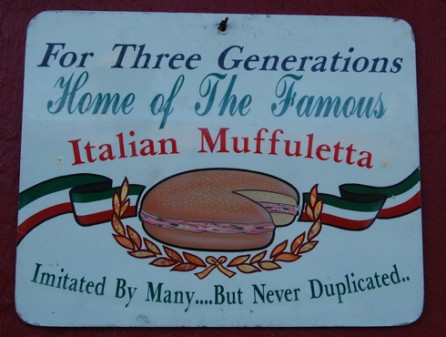 For Three Generations
Home of The Famous
Italian Muffuletta
Imitated By Many....But Never Duplicated..